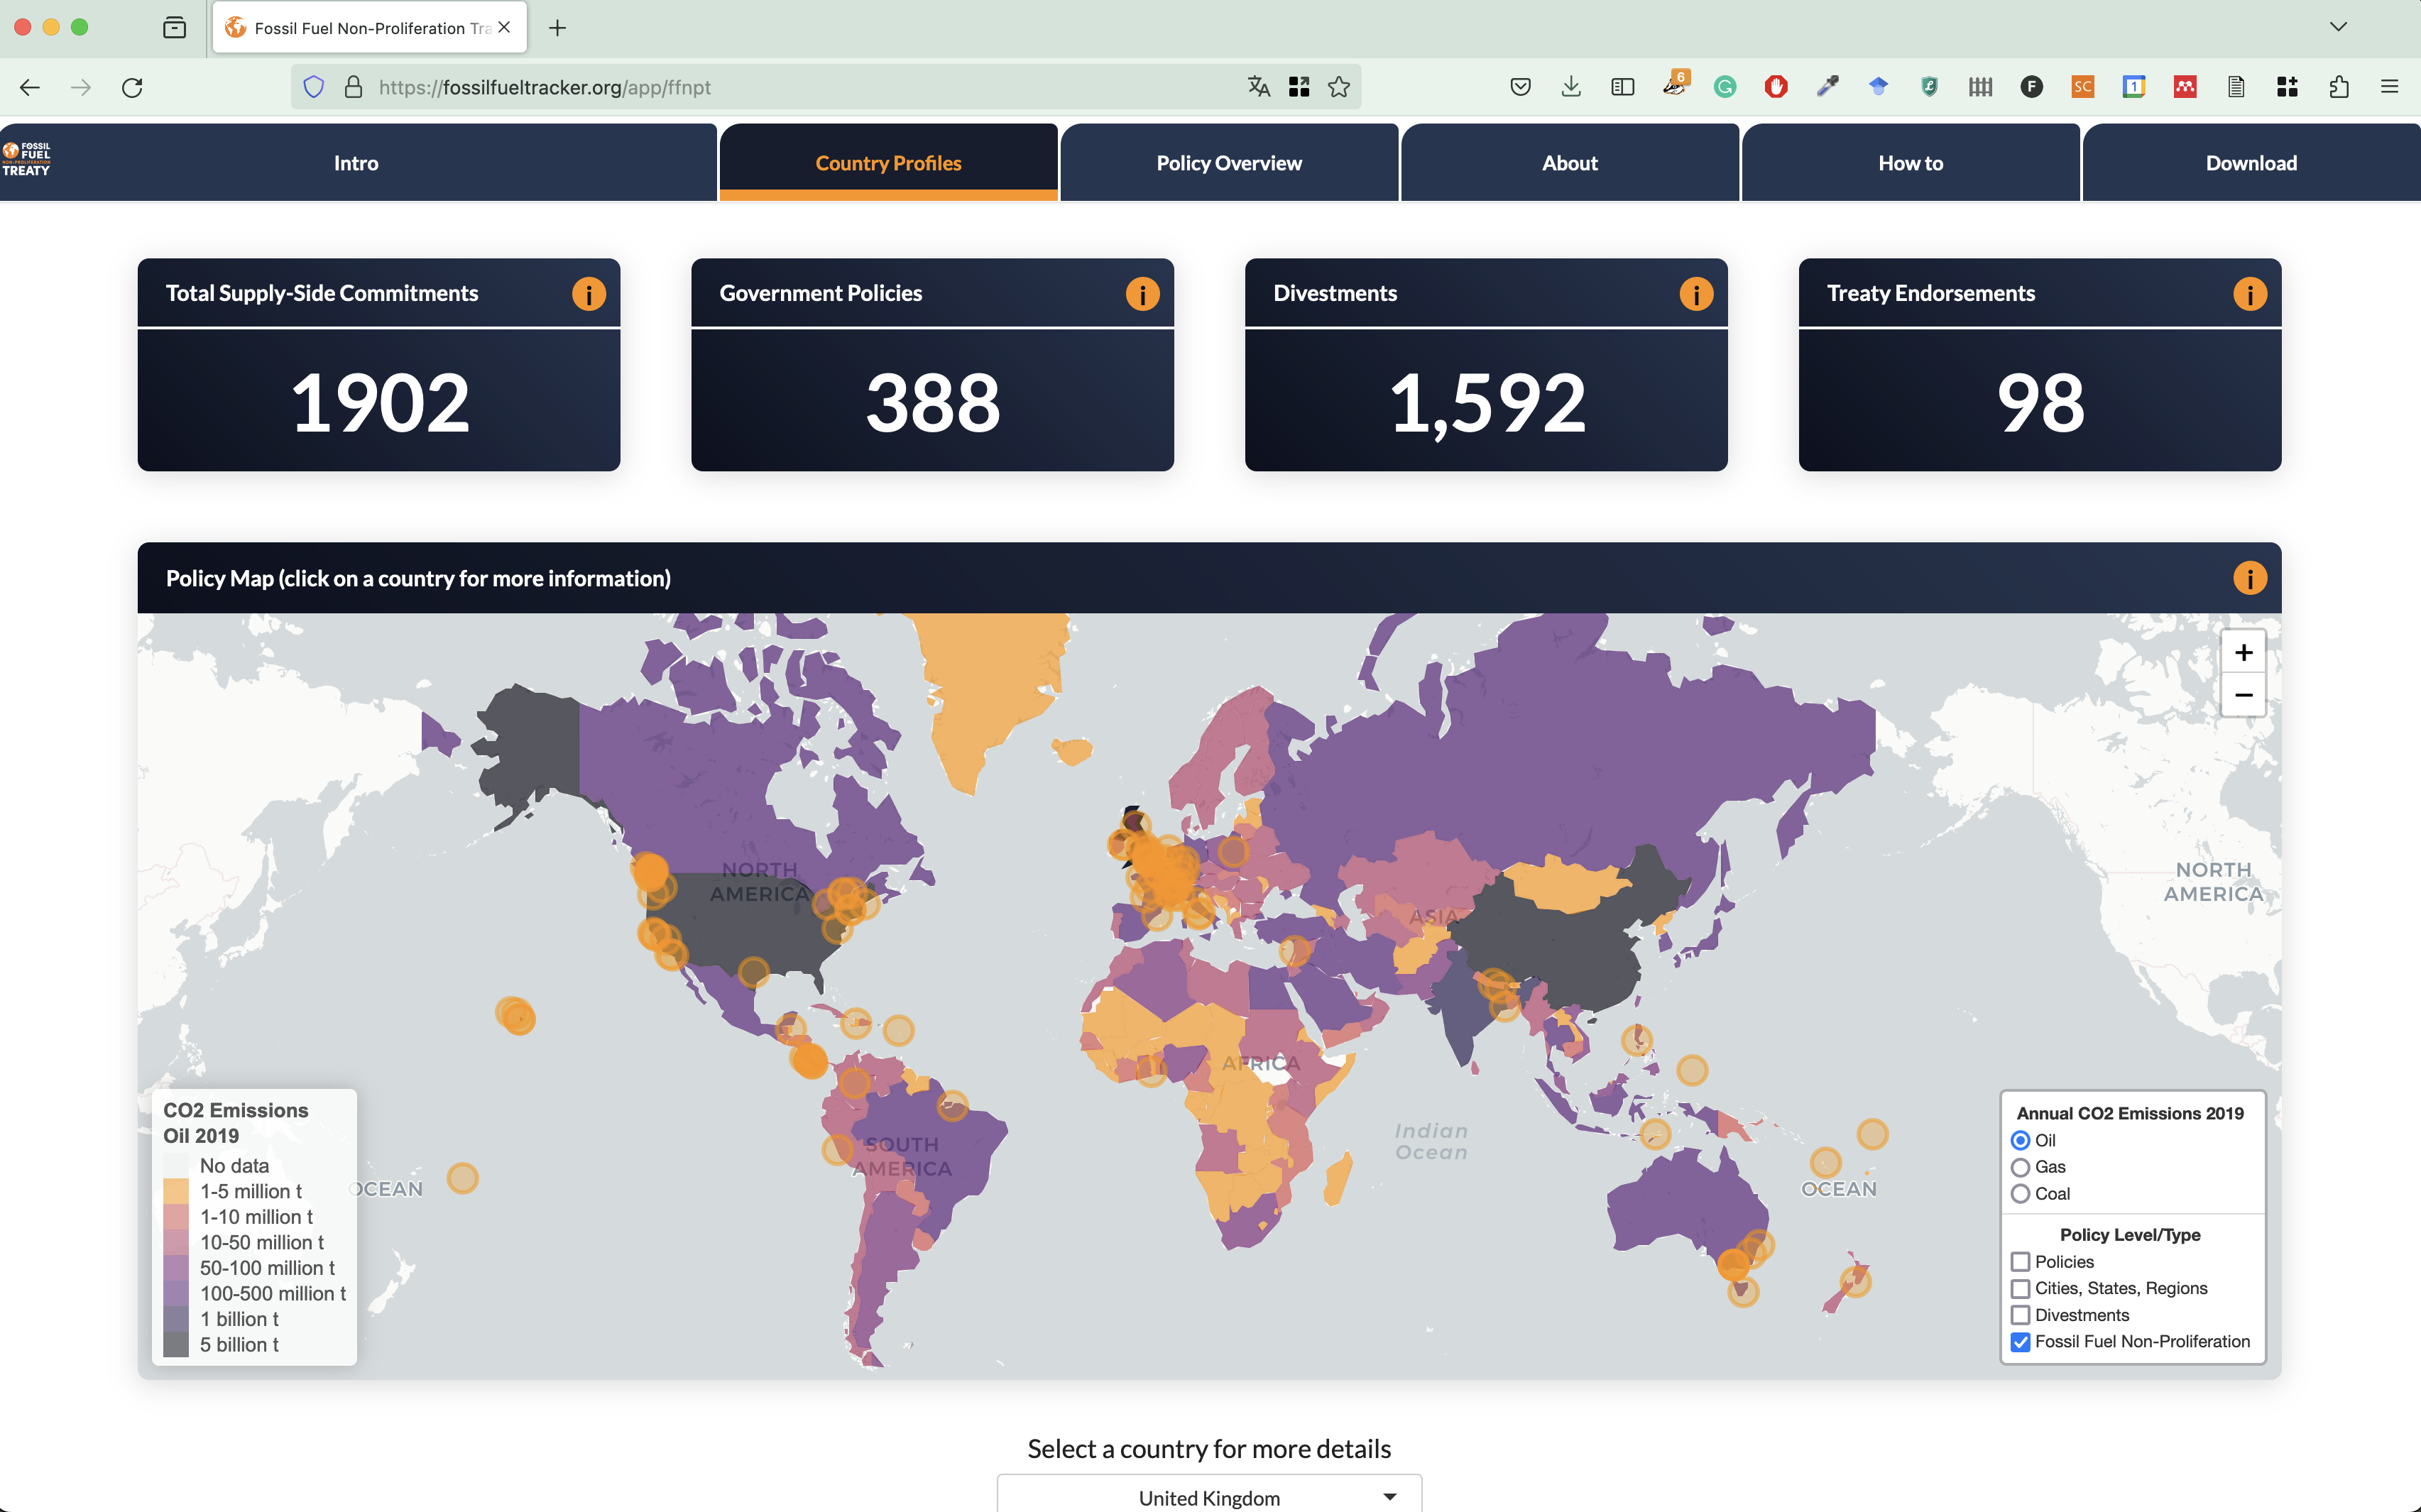 Fossil Fuel Non-Proliferation Tra
https://fossilfueltracker.org/app/ffnpt
6
SC
1
F
FOSSIL
FUEL
NON-PROLIFERATION
TREATY
Intro
Country Profiles
Policy Overview
About
How to
Download
Total Supply-Side Commitments
i
1902
Government Policies
i
388
Divestments
i
1,592
Treaty Endorsements
i
98
Policy Map (click on a country for more information)
i
+
−
NORTH
AMERICA
ASIA
NORTH
AMERICA
AFRICA
SOUTH
AMERICA
Indian
Ocean
OCEAN
OCEAN
CO2 Emissions
Oil 2019
No data
1-5 million t
1-10 million t
10-50 million t
50-100 million t
100-500 million t
1 billion t
5 billion t
Annual CO2 Emissions 2019
Oil
Gas
Coal
Policy Level/Type
Policies
Cities, States, Regions
Divestments
Fossil Fuel Non-Proliferation
Select a country for more details
United Kingdom